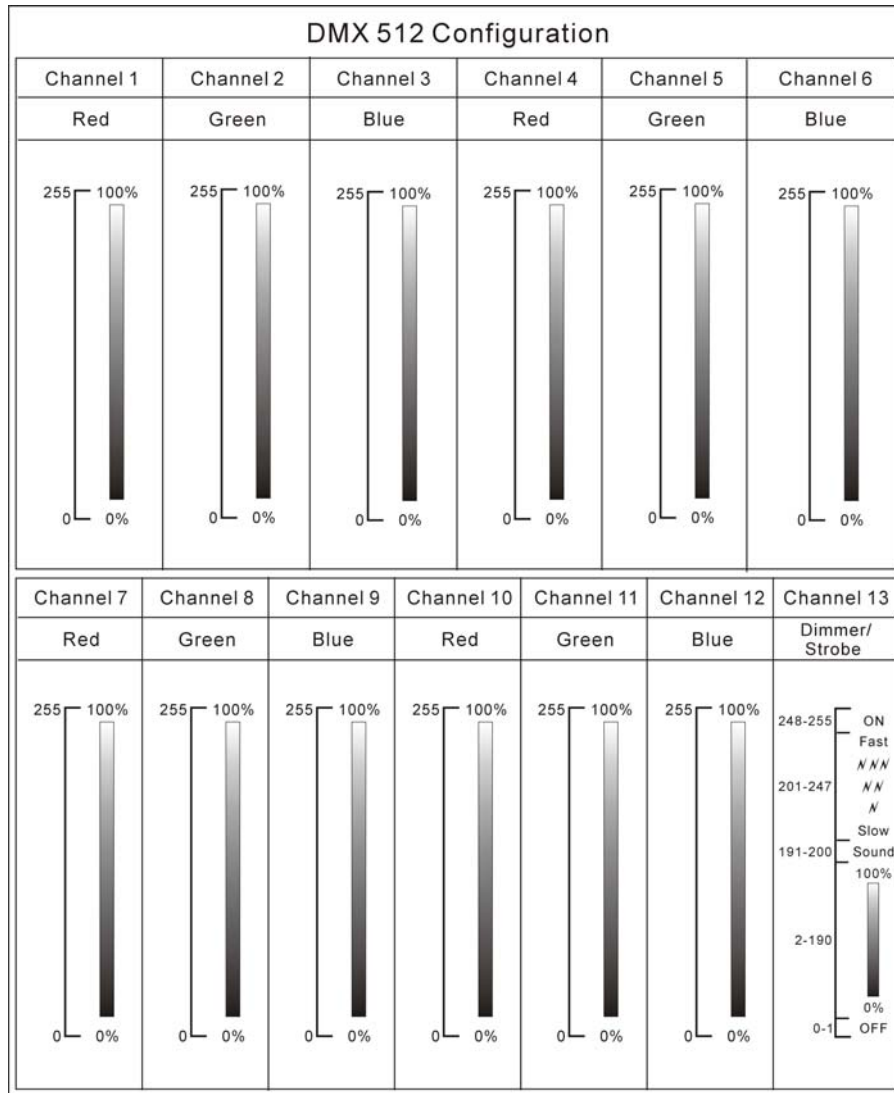 DMX 512 Configuration
Channel 1 Channel 2 Channel 3 Channel 4 Channel 5 Channel 6
Red Green Blue Red Green Blue
255 100% 255 100% 255 100% 255 100% 255 100% 255 100%
0 0% 0 0% 0 0% 0 0% 0 0% 0 0%
Channel 7 Channel 8 Channel 9 Channel 10 Channel 11 Channel 12 Channel 13
Red Green Blue Red Green Blue Dimmer/
Strobe
255 100% 255 100% 255 100% 255 100% 255 100% 255 100% 248-255 ON
Fast
201-247
Slow
191-200 Sound
100%
2-190
0%
0 0% 0 0% 0 0% 0 0% 0 0% 0 0% 0-1 OFF